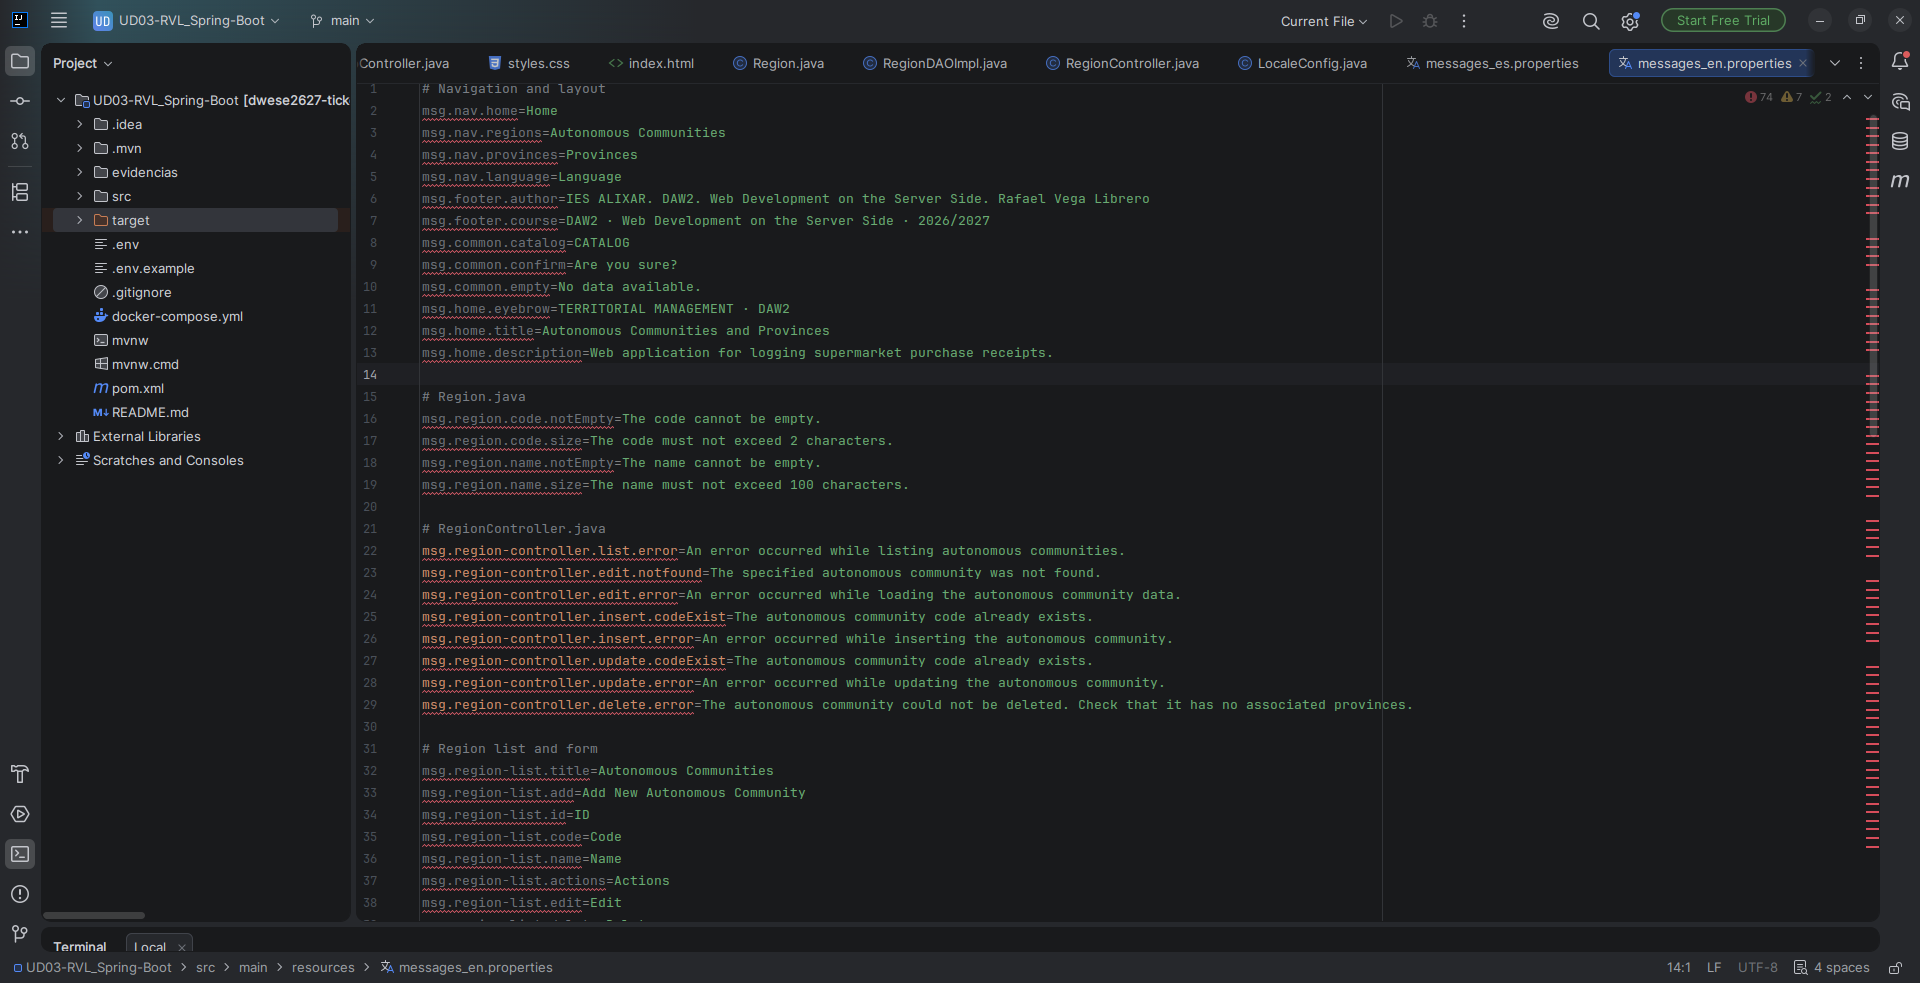 UD UD03-RVL_Spring-Boot main Current File Start Free Trial
Project
Controller.java styles.css index.html Region.java RegionDAOImpl.java RegionController.java LocaleConfig.java messages_es.properties messages_en.properties
74 7 2
UD03-RVL_Spring-Boot [dwese2627-tick
.idea
.mvn
evidencias
src
target
.env
.env.example
.gitignore
docker-compose.yml
mvnw
mvnw.cmd
pom.xml
README.md
External Libraries
Scratches and Consoles
1 # Navigation and layout
2 msg.nav.home=Home
3 msg.nav.regions=Autonomous Communities
4 msg.nav.provinces=Provinces
5 msg.nav.language=Language
6 msg.footer.author=IES ALIXAR. DAW2. Web Development on the Server Side. Rafael Vega Librero
7 msg.footer.course=DAW2 · Web Development on the Server Side · 2026/2027
8 msg.common.catalog=CATALOG
9 msg.common.confirm=Are you sure?
10 msg.common.empty=No data available.
11 msg.home.eyebrow=TERRITORIAL MANAGEMENT · DAW2
12 msg.home.title=Autonomous Communities and Provinces
13 msg.home.description=Web application for logging supermarket purchase receipts.
14
15 # Region.java
16 msg.region.code.notEmpty=The code cannot be empty.
17 msg.region.code.size=The code must not exceed 2 characters.
18 msg.region.name.notEmpty=The name cannot be empty.
19 msg.region.name.size=The name must not exceed 100 characters.
20
21 # RegionController.java
22 msg.region-controller.list.error=An error occurred while listing autonomous communities.
23 msg.region-controller.edit.notfound=The specified autonomous community was not found.
24 msg.region-controller.edit.error=An error occurred while loading the autonomous community data.
25 msg.region-controller.insert.codeExist=The autonomous community code already exists.
26 msg.region-controller.insert.error=An error occurred while inserting the autonomous community.
27 msg.region-controller.update.codeExist=The autonomous community code already exists.
28 msg.region-controller.update.error=An error occurred while updating the autonomous community.
29 msg.region-controller.delete.error=The autonomous community could not be deleted. Check that it has no associated provinces.
30
31 # Region list and form
32 msg.region-list.title=Autonomous Communities
33 msg.region-list.add=Add New Autonomous Community
34 msg.region-list.id=ID
35 msg.region-list.code=Code
36 msg.region-list.name=Name
37 msg.region-list.actions=Actions
38 msg.region-list.edit=Edit
Terminal Local
UD03-RVL_Spring-Boot > src > main > resources > messages_en.properties 14:1 LF UTF-8 4 spaces